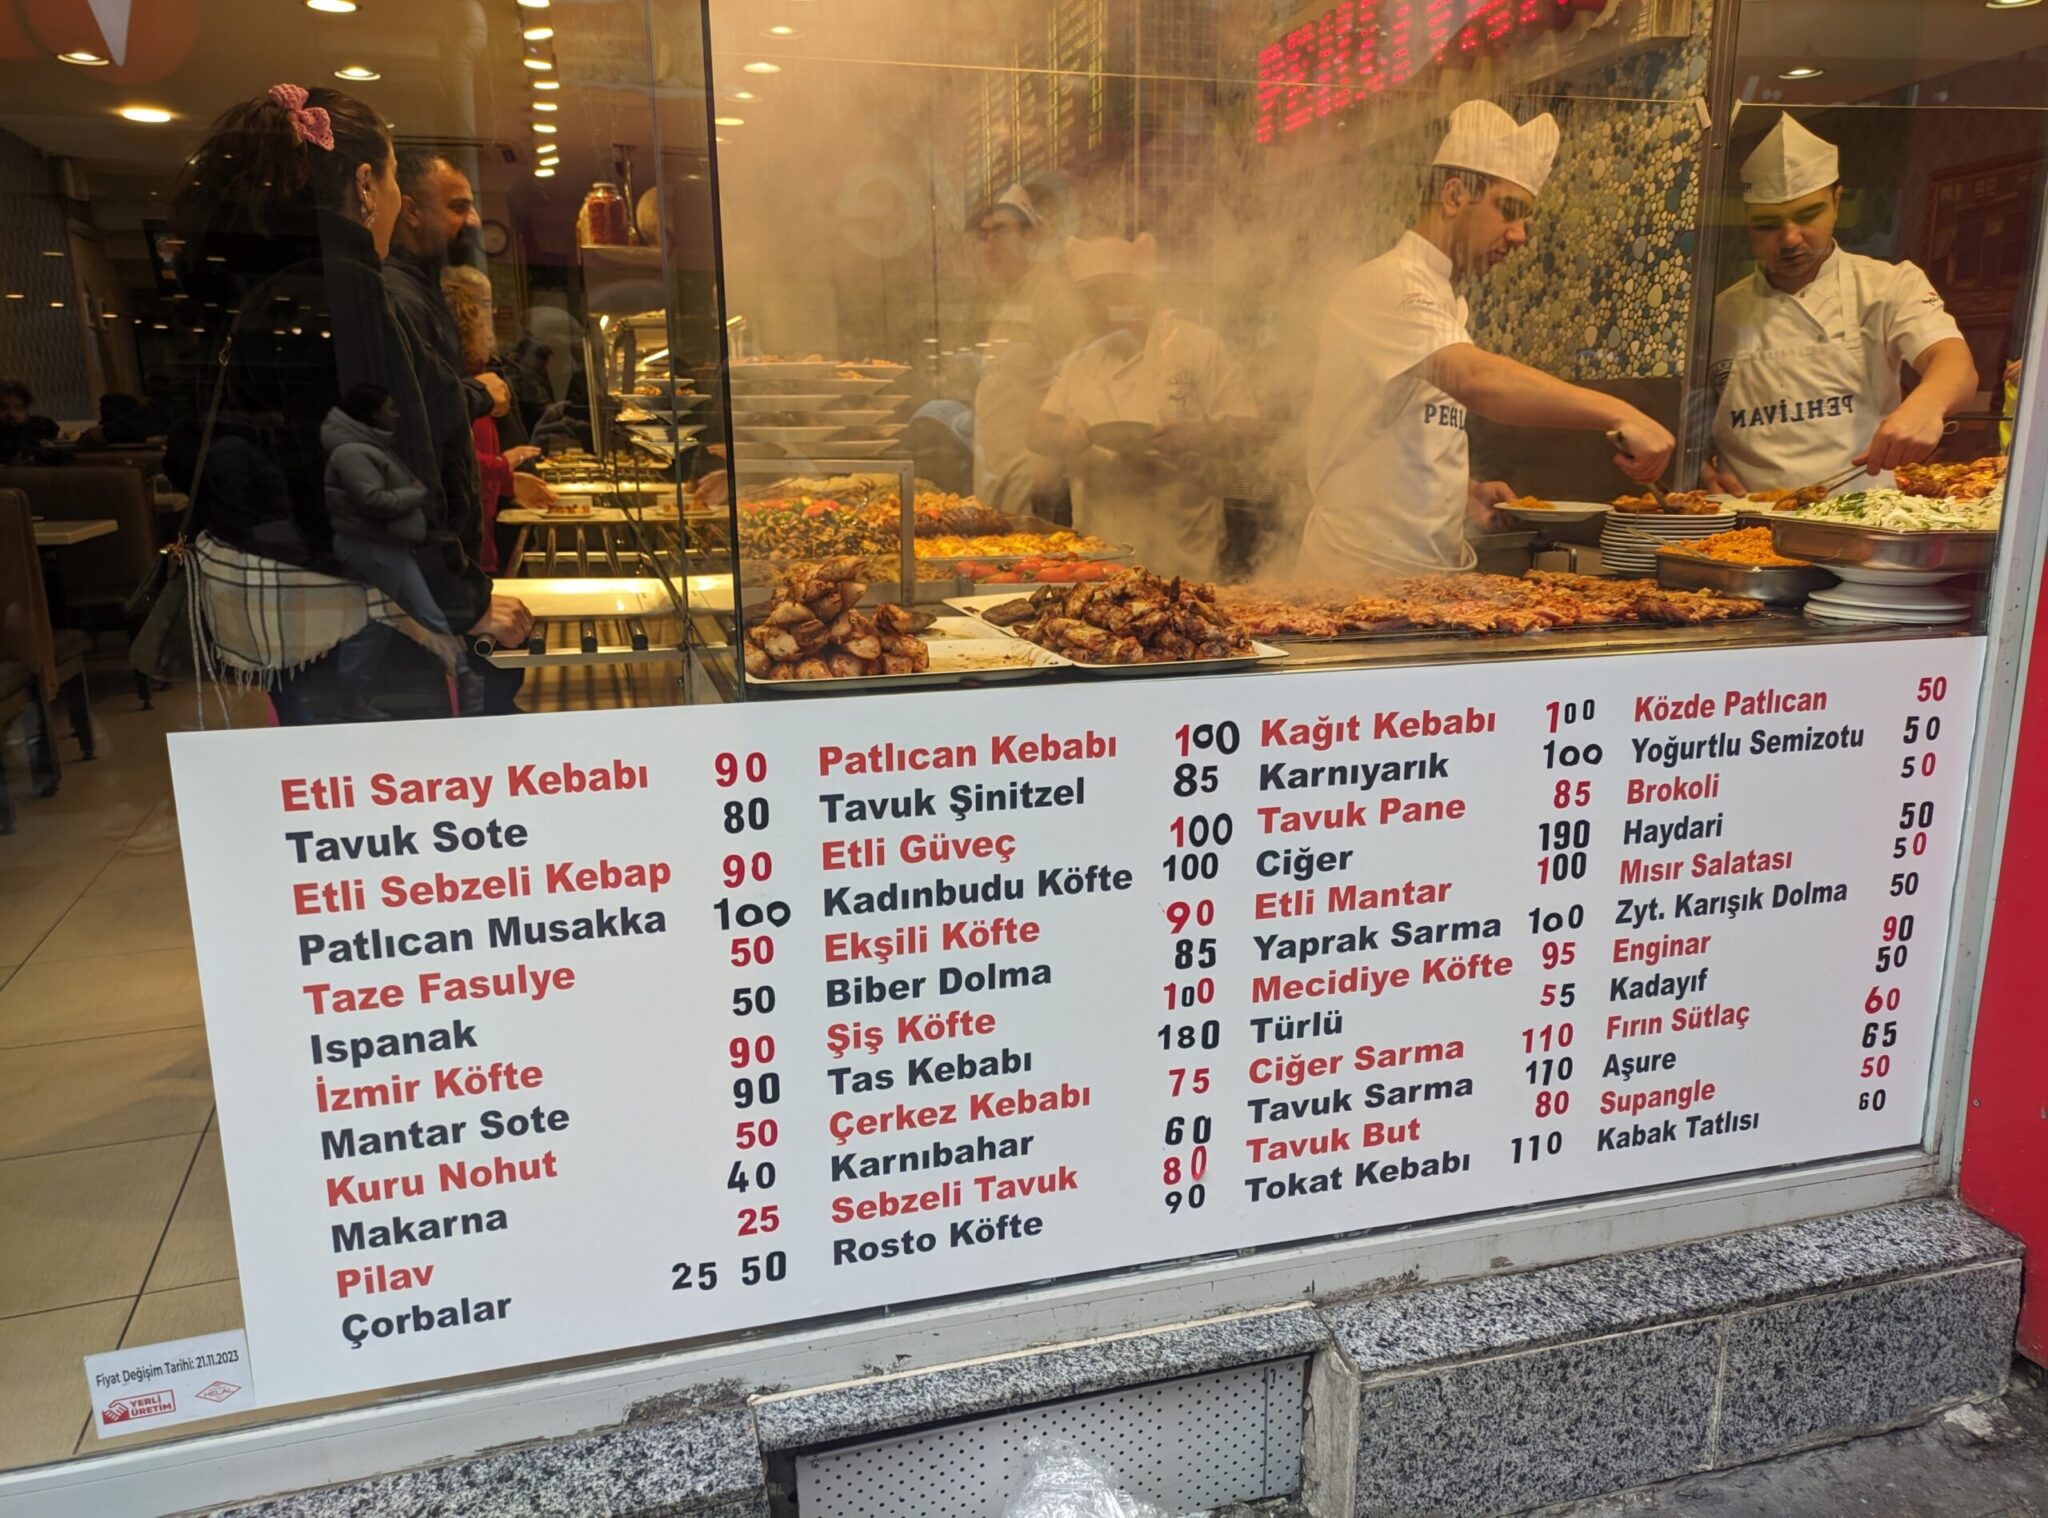 PEHL
PEHLİVAN
Etli Saray Kebabı 90
Tavuk Sote 80
Etli Sebzeli Kebap 90
Patlıcan Musakka 100
Taze Fasulye 50
Ispanak 50
İzmir Köfte 90
Mantar Sote 90
Kuru Nohut 50
Makarna 40
Pilav 25
Çorbalar 25 50
Patlıcan Kebabı 100
Tavuk Şinitzel 85
Etli Güveç 100
Kadınbudu Köfte 100
Ekşili Köfte 90
Biber Dolma 85
Şiş Köfte 100
Tas Kebabı 180
Çerkez Kebabı 75
Karnıbahar 60
Sebzeli Tavuk 80
Rosto Köfte 90
Kağıt Kebabı 100
Karnıyarık 100
Tavuk Pane 85
Ciğer 190
Etli Mantar 100
Yaprak Sarma 100
Mecidiye Köfte 95
Türlü 55
Ciğer Sarma 110
Tavuk Sarma 110
Tavuk But 80
Tokat Kebabı 110
Közde Patlıcan 50
Yoğurtlu Semizotu 50
Brokoli 50
Haydari 50
Mısır Salatası 50
Zyt. Karışık Dolma 50
Enginar 90
Kadayıf 50
Fırın Sütlaç 60
Aşure 65
Supangle 50
Kabak Tatlısı 60
Fiyat Değişim Tarihi: 21.11.2023
YERLİ
ÜRETİM
HELAL